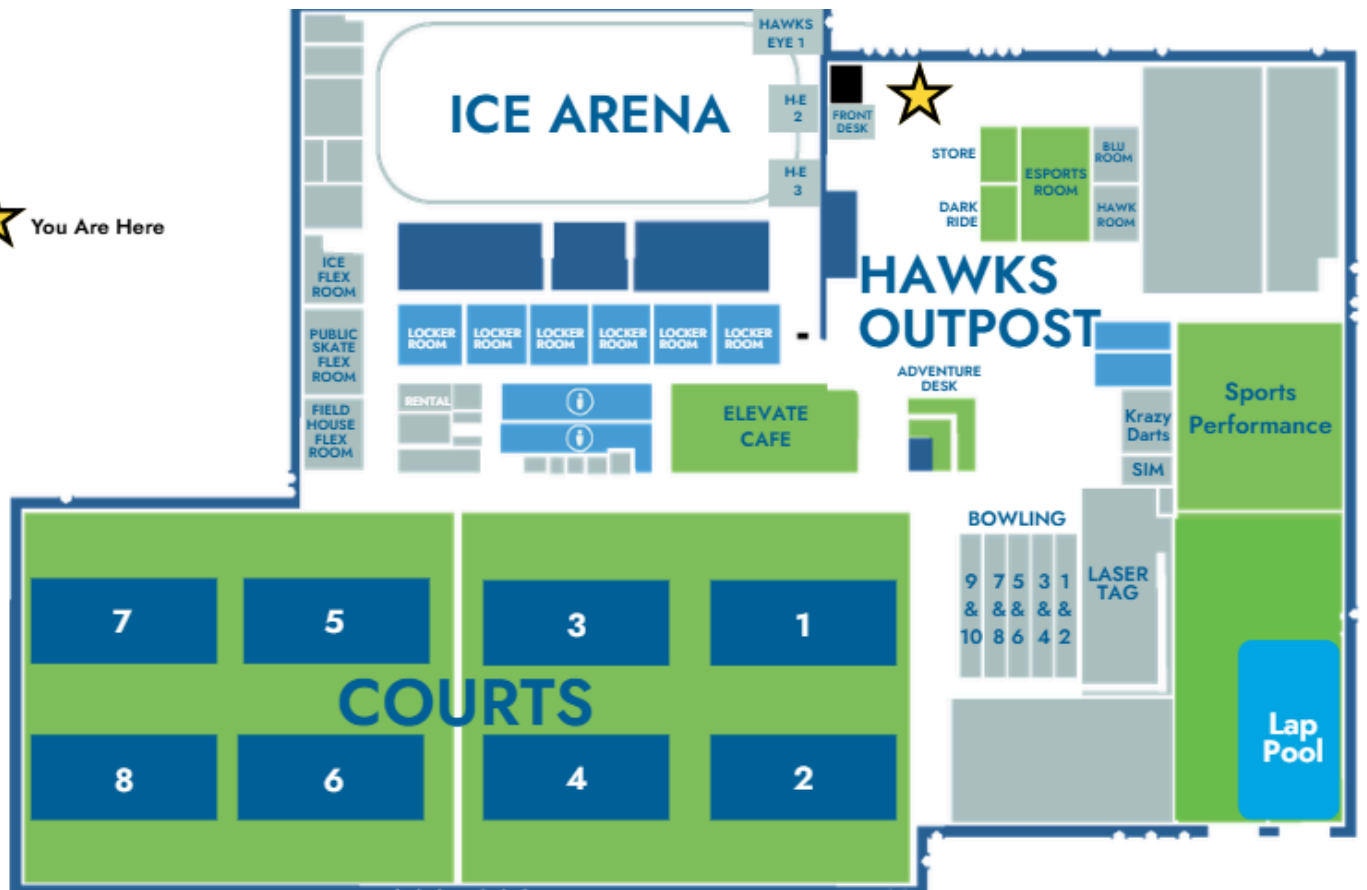 HAWKS
EYE 1
ICE ARENA
H-E
2
FRONT
DESK
H-E
3
STORE
ESPORTS
ROOM
BLU
ROOM
DARK
RIDE
HAWK
ROOM
You Are Here
HAWKS
OUTPOST
ICE
FLEX
ROOM
PUBLIC
SKATE
FLEX
ROOM
FIELD
HOUSE
FLEX
ROOM
LOCKER
ROOM
LOCKER
ROOM
LOCKER
ROOM
LOCKER
ROOM
LOCKER
ROOM
LOCKER
ROOM
RENTAL
ELEVATE
CAFE
ADVENTURE
DESK
Krazy
Darts
SIM
Sports
Performance
BOWLING
9
&
10
7
&
8
5
&
6
3
&
4
1
&
2
LASER
TAG
7
5
3
1
COURTS
8
6
4
2
Lap
Pool